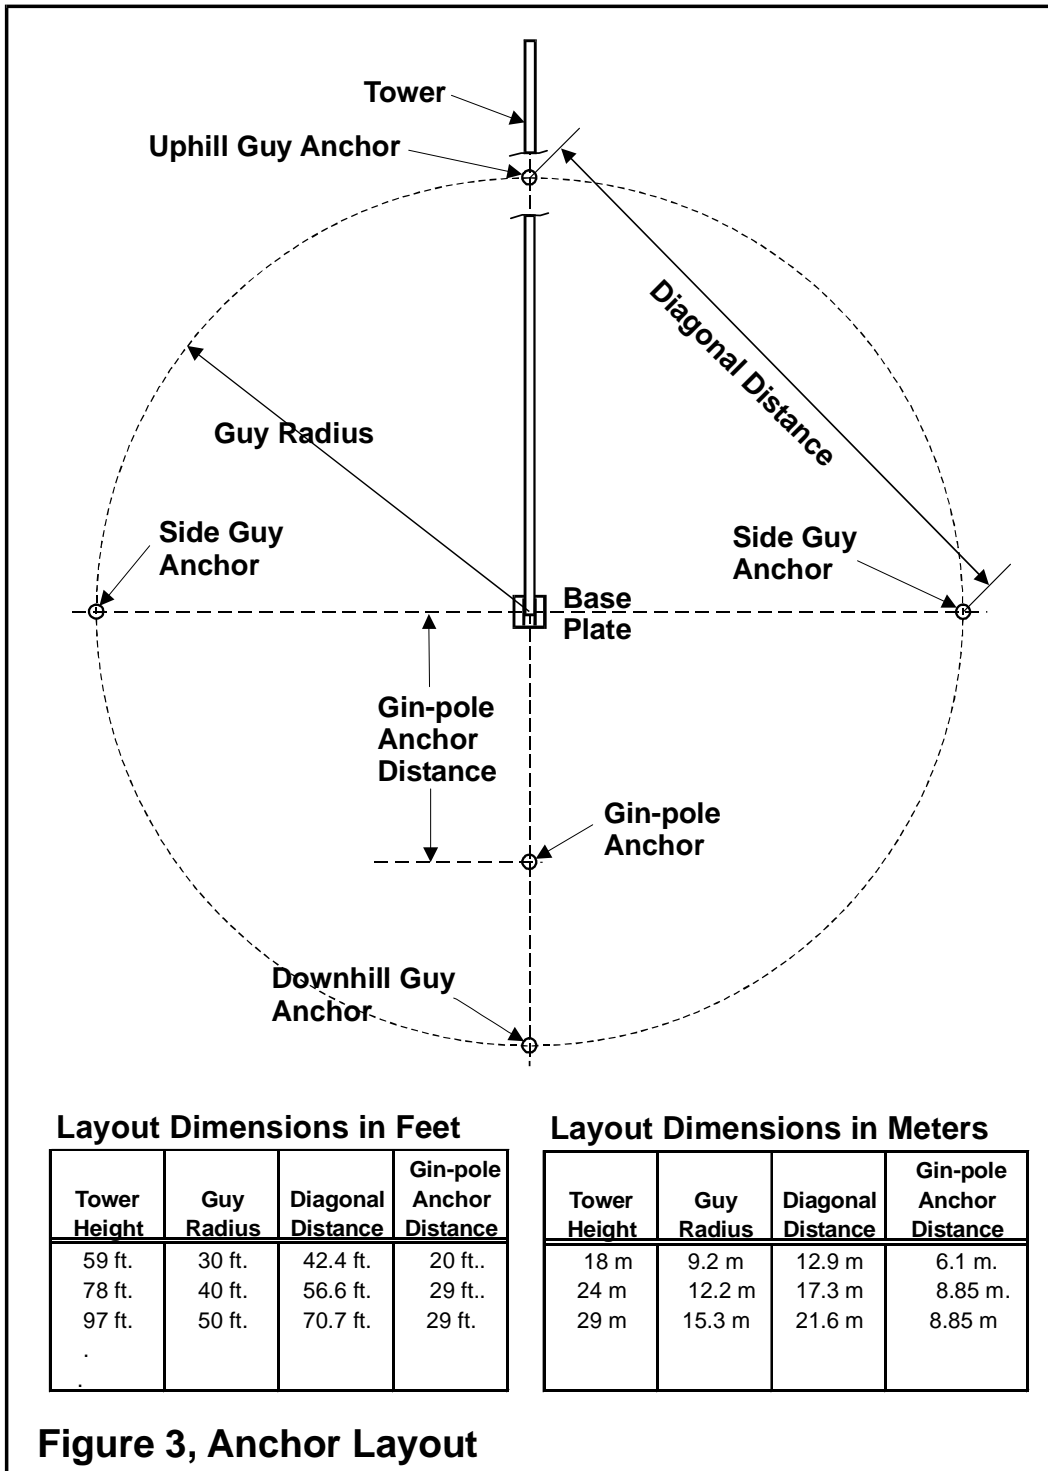 Tower
Uphill Guy Anchor
Diagonal Distance
Guy Radius
Side Guy
Anchor
Side Guy
Anchor
Base
Plate
Gin-pole
Anchor
Distance
Gin-pole
Anchor
Downhill Guy
Anchor
Layout Dimensions in Feet
Tower Height | Guy Radius | Diagonal Distance | Gin-pole Anchor Distance
59 ft. 30 ft. 42.4 ft. 20 ft..
78 ft. 40 ft. 56.6 ft. 29 ft..
97 ft. 50 ft. 70.7 ft. 29 ft.
.
.
Layout Dimensions in Meters
Tower Height | Guy Radius | Diagonal Distance | Gin-pole Anchor Distance
18 m 9.2 m 12.9 m 6.1 m.
24 m 12.2 m 17.3 m 8.85 m.
29 m 15.3 m 21.6 m 8.85 m
Figure 3, Anchor Layout